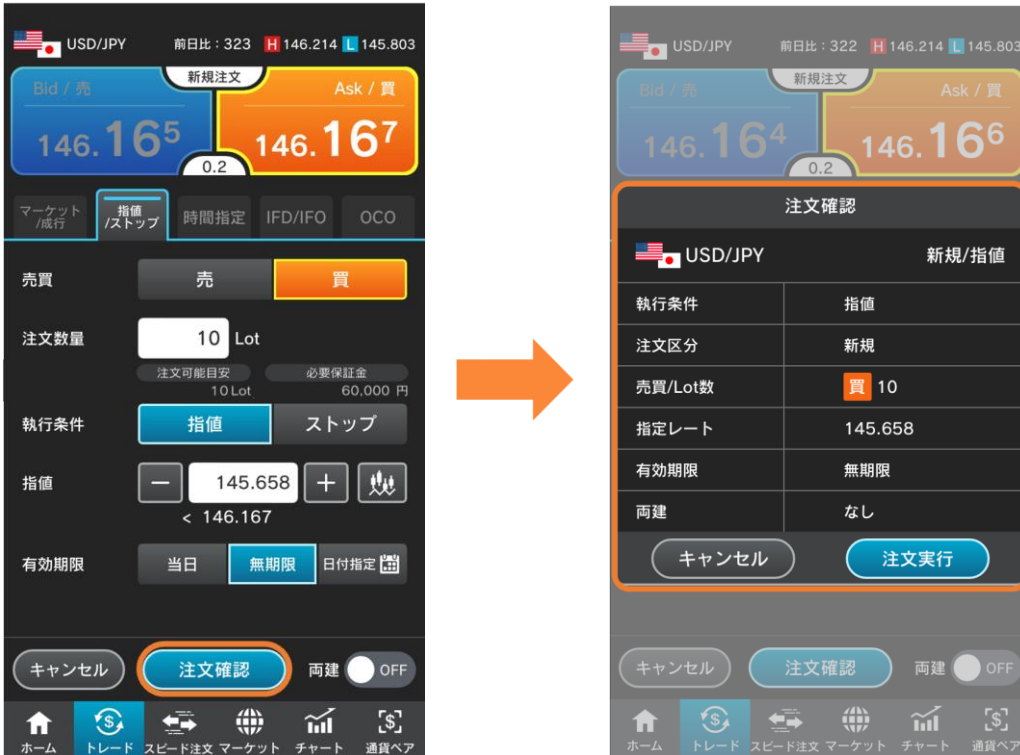 USD/JPY 前日比：323 H 146.214 L 145.803
新規注文
Bid / 売 Ask / 買
146.165 146.167
0.2
マーケット/成行 指値/ストップ 時間指定 IFD/IFO OCO
売買 売 買
注文数量 10 Lot
注文可能目安 必要保証金
10 Lot 60,000 円
執行条件 指値 ストップ
指値 － 145.658 ＋
< 146.167
有効期限 当日 無期限 日付指定
キャンセル 注文確認 両建 OFF
ホーム トレード スピード注文 マーケット チャート 通貨ペア
USD/JPY 前日比：322 H 146.214 L 145.803
新規注文
Bid / 売 Ask / 買
146.164 146.166
0.2
注文確認
USD/JPY 新規/指値
執行条件 指値
注文区分 新規
売買/Lot数 買 10
指定レート 145.658
有効期限 無期限
両建 なし
キャンセル 注文実行
キャンセル 注文確認 両建 OFF
ホーム トレード スピード注文 マーケット チャート 通貨ペア